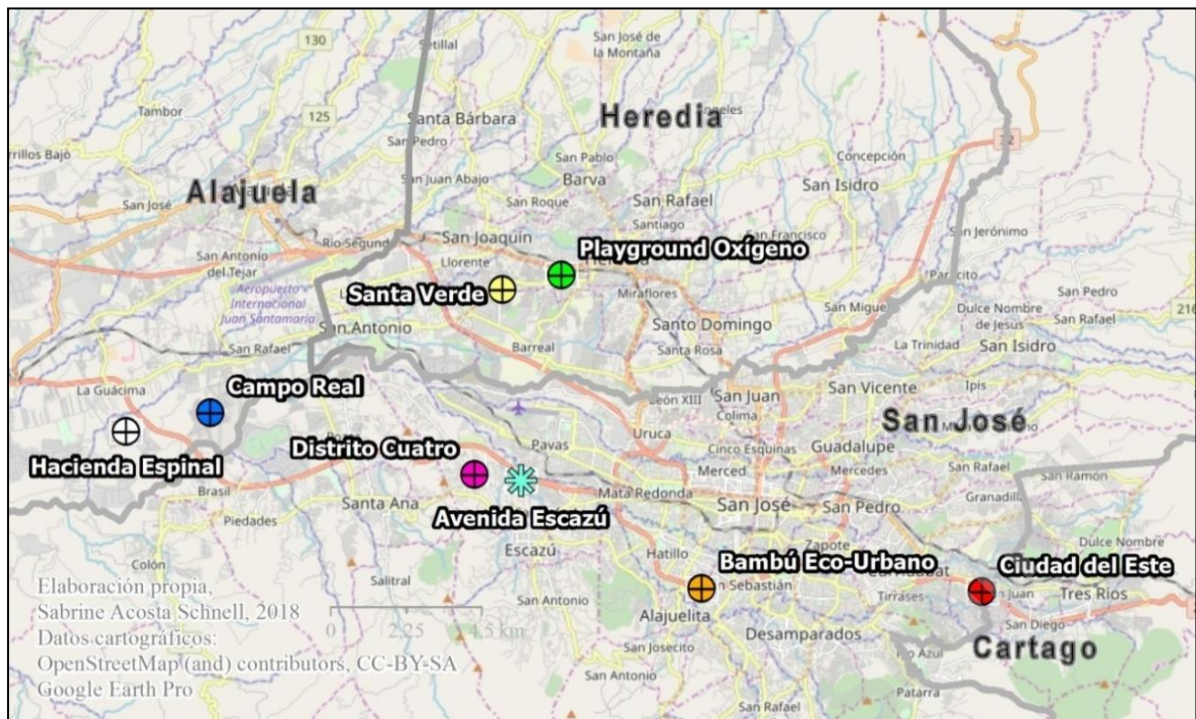 130
Setillal
San José de
la Montaña
Heredia
Tambor
125
Santa Bárbara
San Pedro
San Pablo
Barva
Concepción
San Isidro
San Juan Abajo
San Roque
San Rafael
Alajuela
San José
Santiago
San Francisco
San Jerónimo
Río Segundo
San Joaquín
Llorente
Playground Oxígeno
San Antonio
del Tejar
Aeropuerto
Internacional
Juan Santamaría
Santa Verde
Miraflores
San Miguel
San Pedro
San Rafael
Dulce Nombre
de Jesús
San Antonio
Santo Domingo
Barreal
Santa Rosa
La Trinidad
San Isidro
San Rafael
La Guácima
Campo Real
León XIII
San Juan
Colima
San Vicente
Ipís
San José
Uruca
Cinco Esquinas
Guadalupe
Pavas
Distrito Cuatro
Hacienda Espinal
Merced
Mercedes
San Rafael
San Ramón
Brasil
Santa Ana
Mata Redonda
San José
San Pedro
Piedades
Avenida Escazú
Escazú
Hatillo
Zapote
Dulce Nombre
Colón
Salitral
Bambú Eco-Urbano
Ciudad del Este
San Sebastián
Tirrases
Tres Ríos
San Antonio
Alajuelita
San Diego
Desamparados
San Josecito
Río Azul
Cartago
San Antonio
Patarra
San Rafael
Elaboración propia,
Sabrine Acosta Schnell, 2018
0 2.25 4.5 km
Datos cartográficos:
OpenStreetMap (and) contributors, CC-BY-SA
Google Earth Pro